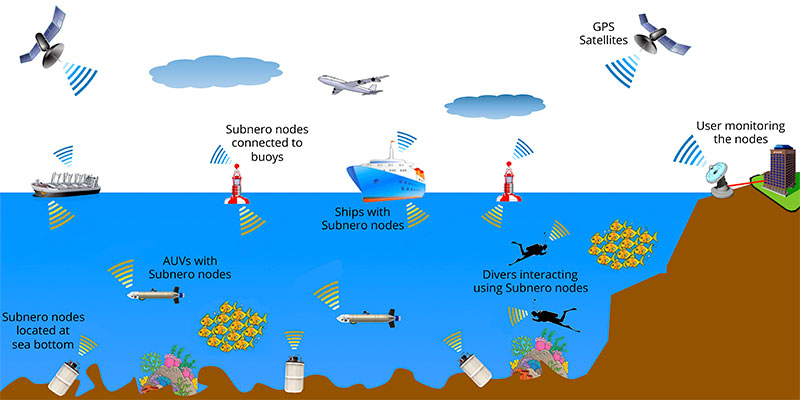 GPS
Satellites
Subnero nodes
connected to
buoys
User monitoring
the nodes
Ships with
Subnero nodes
AUVs with
Subnero nodes
Divers interacting
using Subnero nodes
Subnero nodes
located at
sea bottom